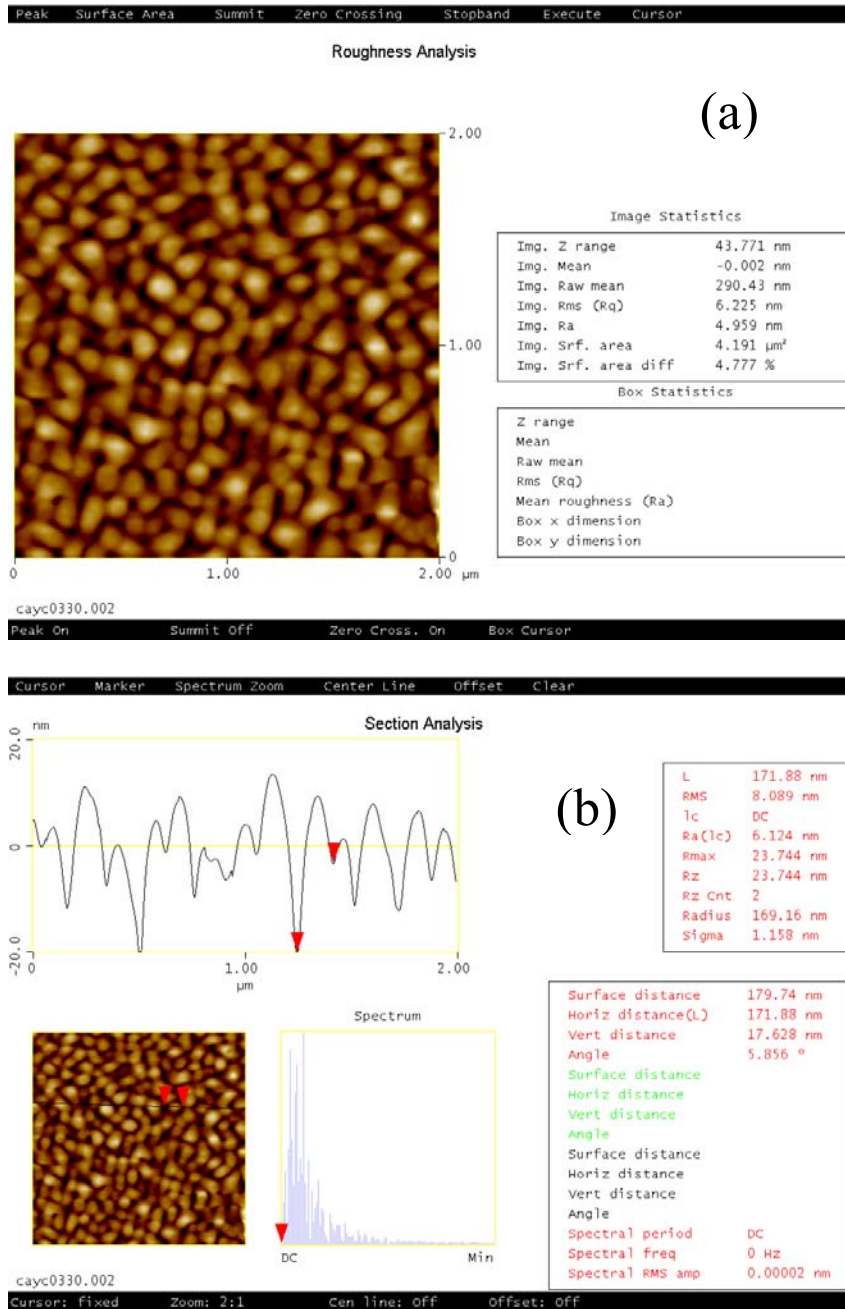 Peak Surface Area Summit Zero Crossing Stopband Execute Cursor
Roughness Analysis
(a)
2.00
1.00
0
0 1.00 2.00 µm
Image Statistics
Img. Z range 43.771 nm
Img. Mean -0.002 nm
Img. Raw mean 290.43 nm
Img. Rms (Rq) 6.225 nm
Img. Ra 4.959 nm
Img. Srf. area 4.191 µm²
Img. Srf. area diff 4.777 %
Box Statistics
Z range
Mean
Raw mean
Rms (Rq)
Mean roughness (Ra)
Box x dimension
Box y dimension
cayc0330.002
Peak On Summit Off Zero Cross. On Box Cursor
Cursor Marker Spectrum Zoom Center Line Offset Clear
nm
Section Analysis
(b)
20.0
0
-20.0
0 1.00 2.00
µm
L 171.88 nm
RMS 8.089 nm
lc DC
Ra(lc) 6.124 nm
Rmax 23.744 nm
Rz 23.744 nm
Rz Cnt 2
Radius 169.16 nm
Sigma 1.158 nm
Spectrum
DC Min
Surface distance 179.74 nm
Horiz distance(L) 171.88 nm
Vert distance 17.628 nm
Angle 5.856 º
Surface distance
Horiz distance
Vert distance
Angle
Surface distance
Horiz distance
Vert distance
Angle
Spectral period DC
Spectral freq 0 Hz
Spectral RMS amp 0.00002 nm
cayc0330.002
Cursor: fixed Zoom: 2:1 Cen line: Off Offset: Off